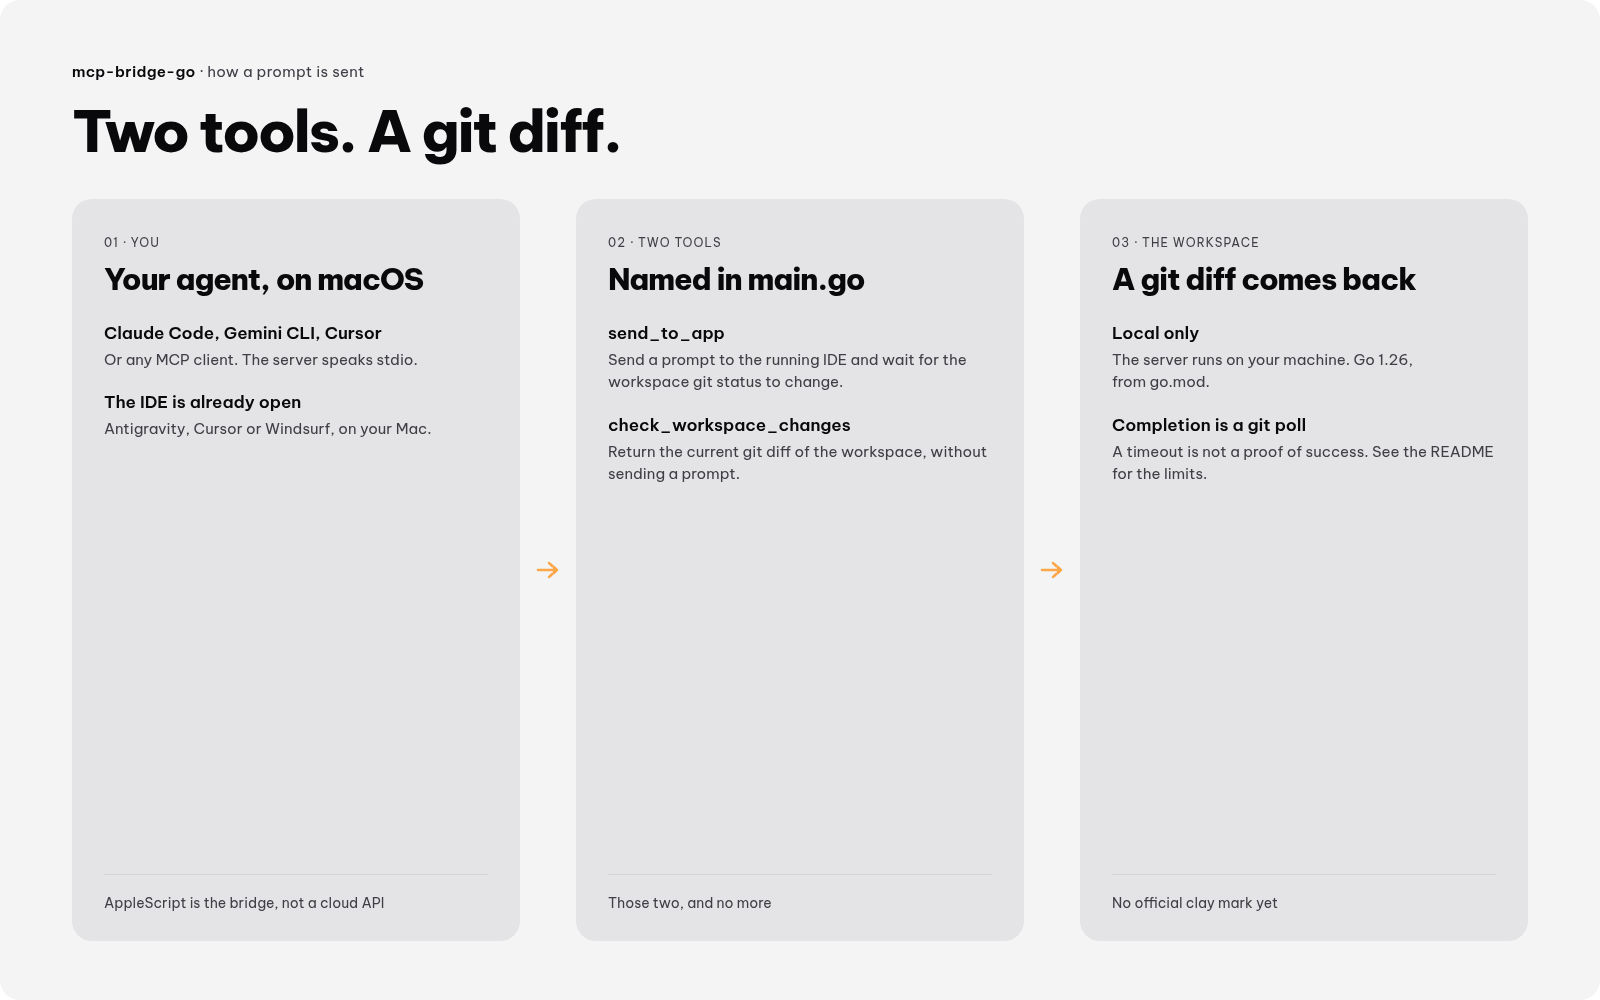 mcp-bridge-go · how a prompt is sent
Two tools. A git diff.
01 · YOU
Your agent, on macOS
Claude Code, Gemini CLI, Cursor
Or any MCP client. The server speaks stdio.
The IDE is already open
Antigravity, Cursor or Windsurf, on your Mac.
AppleScript is the bridge, not a cloud API
02 · TWO TOOLS
Named in main.go
send_to_app
Send a prompt to the running IDE and wait for the
workspace git status to change.
check_workspace_changes
Return the current git diff of the workspace, without
sending a prompt.
Those two, and no more
03 · THE WORKSPACE
A git diff comes back
Local only
The server runs on your machine. Go 1.26,
from go.mod.
Completion is a git poll
A timeout is not a proof of success. See the README
for the limits.
No official clay mark yet